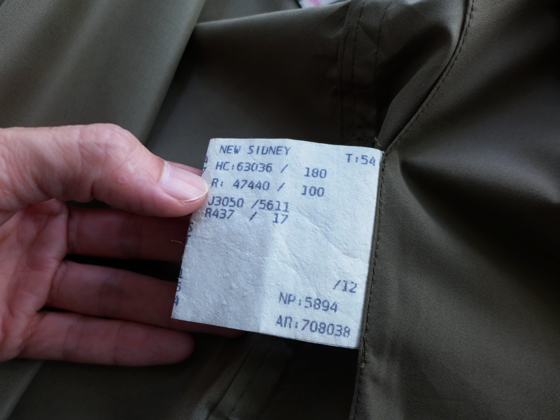 NEW SIDNEY T:54
HC:63036 / 180
R: 47440 / 100
J3050 /5611
R437 / 17
/12
NP:5894
AR:708038